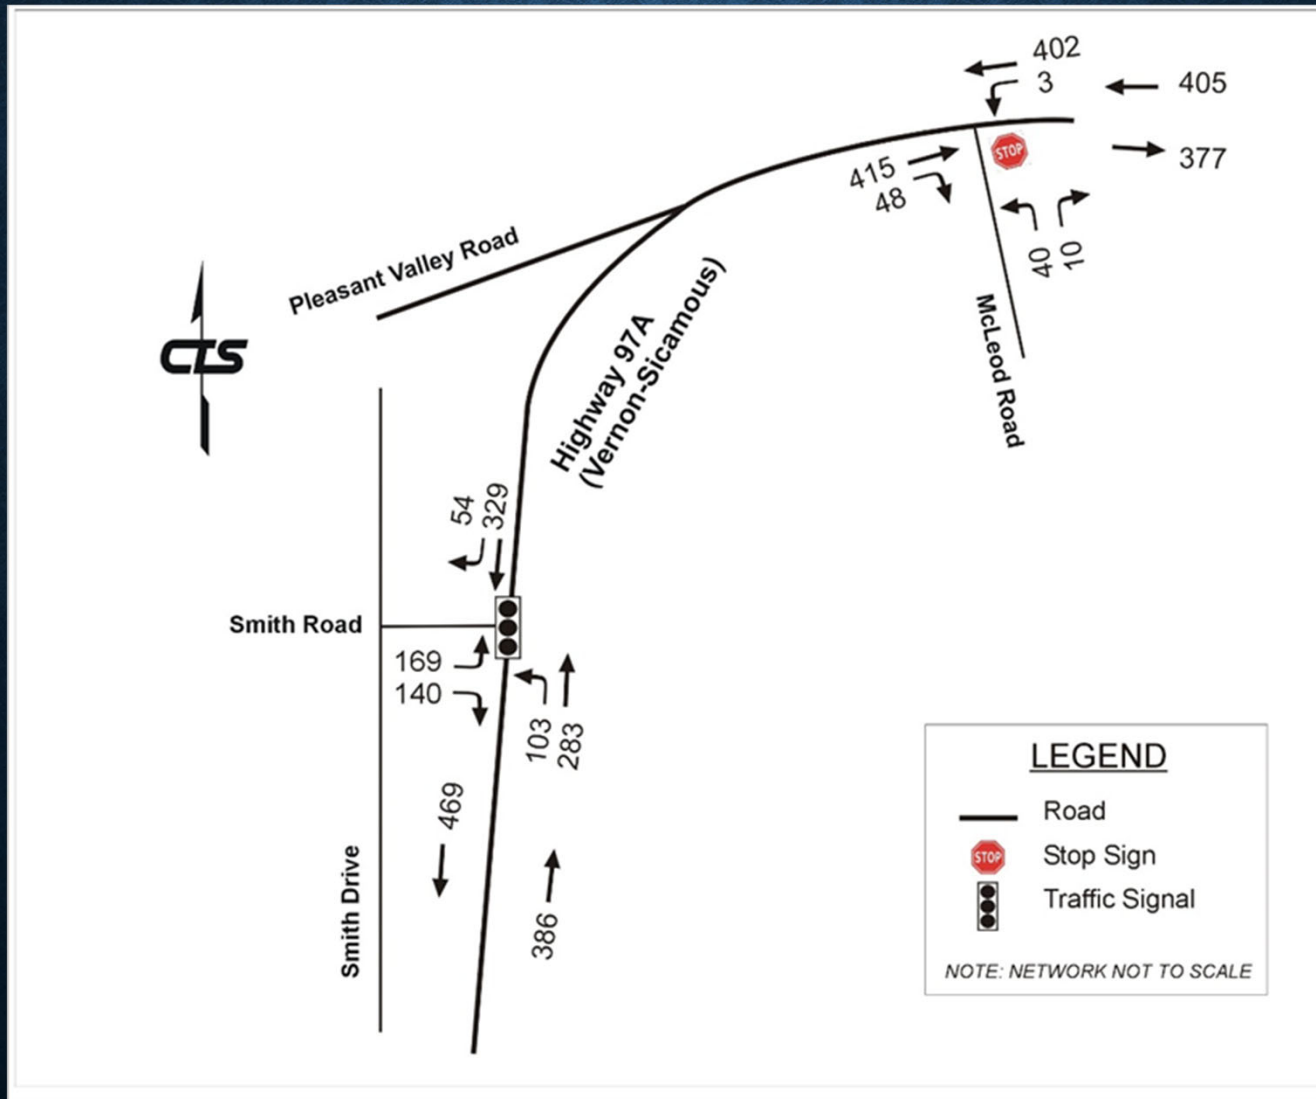 402
3
405
STOP
377
415
48
40
10
Pleasant Valley Road
Highway 97A
(Vernon-Sicamous)
McLeod Road
CTS
54
329
Smith Road
169
140
103
283
469
386
Smith Drive
LEGEND
Road
STOP
Stop Sign
Traffic Signal
NOTE: NETWORK NOT TO SCALE